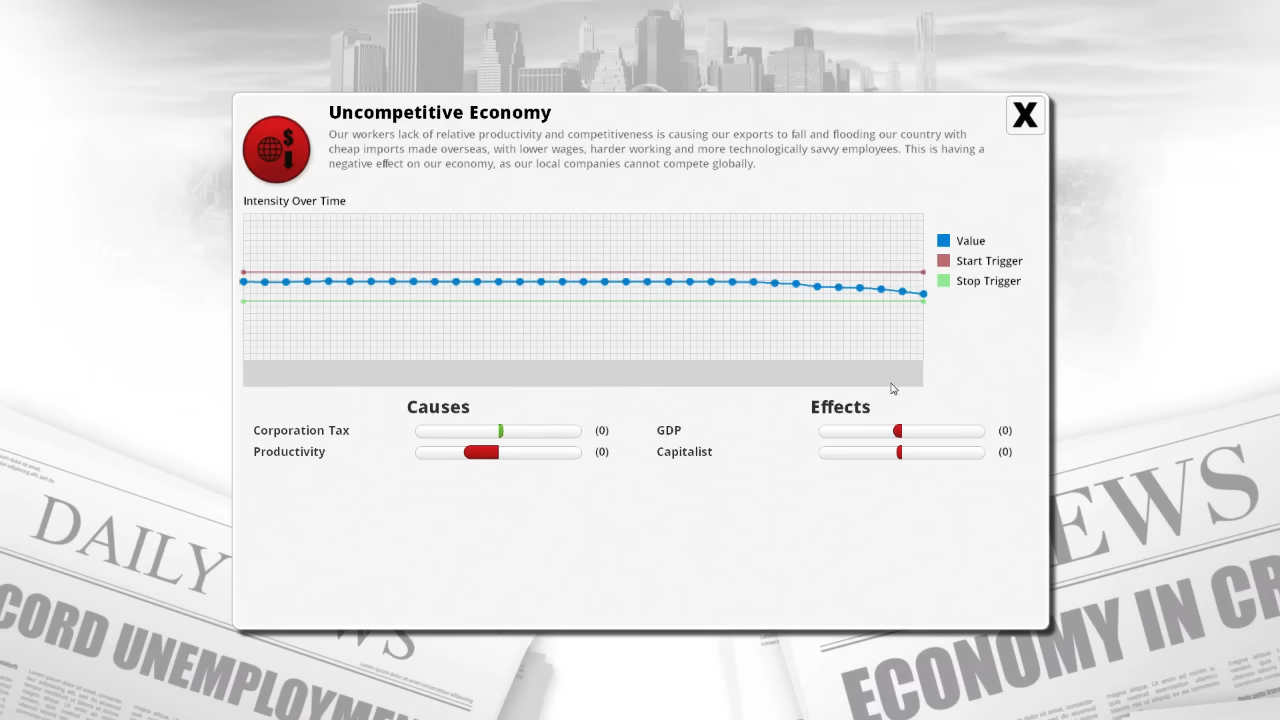 Uncompetitive Economy
X
Our workers lack of relative productivity and competitiveness is causing our exports to fall and flooding our country with
cheap imports made overseas, with lower wages, harder working and more technologically savvy employees. This is having a
negative effect on our economy, as our local companies cannot compete globally.
$
Intensity Over Time
Value
Start Trigger
Stop Trigger
Causes
Effects
Corporation Tax (0)
GDP (0)
Productivity (0)
Capitalist (0)
DAILY
WS
CORD UNEMPLOYME
EWS
ECONOMY IN CR